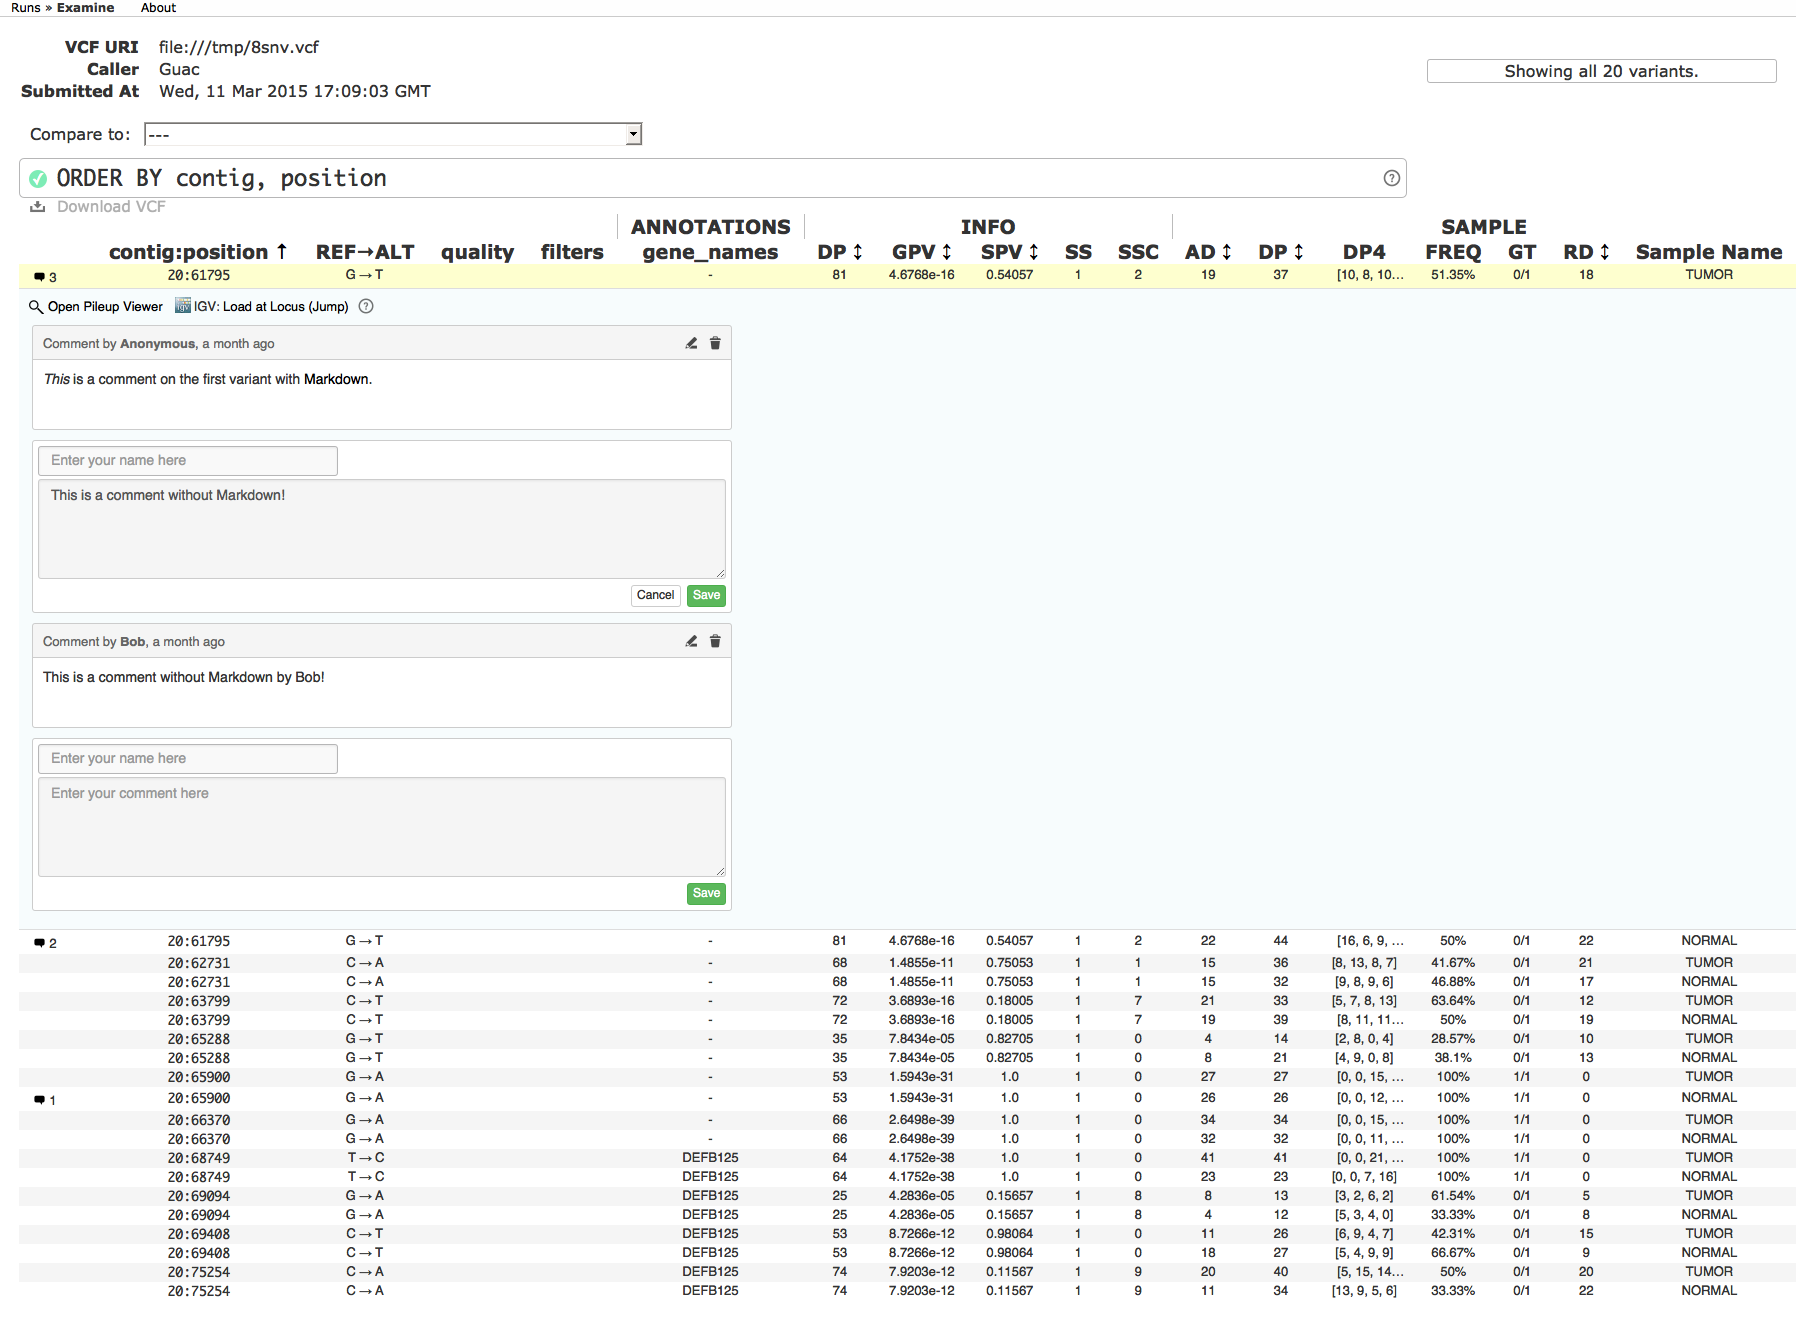 Runs » Examine About
VCF URI file:///tmp/8snv.vcf
Caller Guac
Submitted At Wed, 11 Mar 2015 17:09:03 GMT
Showing all 20 variants.
Compare to: ---
ORDER BY contig, position ?
Download VCF
ANNOTATIONS INFO SAMPLE
contig:position ↑ REF→ALT quality filters gene_names DP ↕ GPV ↕ SPV ↕ SS SSC AD ↕ DP ↕ DP4 FREQ GT RD ↕ Sample Name
3 20:61795 G→T - 81 4.6768e-16 0.54057 1 2 19 37 [10, 8, 10... 51.35% 0/1 18 TUMOR
Open Pileup Viewer IGV: Load at Locus (Jump) ?
Comment by Anonymous, a month ago
This is a comment on the first variant with Markdown.
Enter your name here
This is a comment without Markdown!
Cancel Save
Comment by Bob, a month ago
This is a comment without Markdown by Bob!
Enter your name here
Enter your comment here
Save
2 20:61795 G→T - 81 4.6768e-16 0.54057 1 2 22 44 [16, 6, 9, ... 50% 0/1 22 NORMAL
20:62731 C→A - 68 1.4855e-11 0.75053 1 1 15 36 [8, 13, 8, 7] 41.67% 0/1 21 TUMOR
20:62731 C→A - 68 1.4855e-11 0.75053 1 1 15 32 [9, 8, 9, 6] 46.88% 0/1 17 NORMAL
20:63799 C→T - 72 3.6893e-16 0.18005 1 7 21 33 [5, 7, 8, 13] 63.64% 0/1 12 TUMOR
20:63799 C→T - 72 3.6893e-16 0.18005 1 7 19 39 [8, 11, 11... 50% 0/1 19 NORMAL
20:65288 G→T - 35 7.8434e-05 0.82705 1 0 4 14 [2, 8, 0, 4] 28.57% 0/1 10 TUMOR
20:65288 G→T - 35 7.8434e-05 0.82705 1 0 8 21 [4, 9, 0, 8] 38.1% 0/1 13 NORMAL
20:65900 G→A - 53 1.5943e-31 1.0 1 0 27 27 [0, 0, 15, ... 100% 1/1 0 TUMOR
1 20:65900 G→A - 53 1.5943e-31 1.0 1 0 26 26 [0, 0, 12, ... 100% 1/1 0 NORMAL
20:66370 G→A - 66 2.6498e-39 1.0 1 0 34 34 [0, 0, 15, ... 100% 1/1 0 TUMOR
20:66370 G→A - 66 2.6498e-39 1.0 1 0 32 32 [0, 0, 11, ... 100% 1/1 0 NORMAL
20:68749 T→C DEFB125 64 4.1752e-38 1.0 1 0 41 41 [0, 0, 21, ... 100% 1/1 0 TUMOR
20:68749 T→C DEFB125 64 4.1752e-38 1.0 1 0 23 23 [0, 0, 7, 16] 100% 1/1 0 NORMAL
20:69094 G→A DEFB125 25 4.2836e-05 0.15657 1 8 8 13 [3, 2, 6, 2] 61.54% 0/1 5 TUMOR
20:69094 G→A DEFB125 25 4.2836e-05 0.15657 1 8 4 12 [5, 3, 4, 0] 33.33% 0/1 8 NORMAL
20:69408 C→T DEFB125 53 8.7266e-12 0.98064 1 0 11 26 [6, 9, 4, 7] 42.31% 0/1 15 TUMOR
20:69408 C→T DEFB125 53 8.7266e-12 0.98064 1 0 18 27 [5, 4, 9, 9] 66.67% 0/1 9 NORMAL
20:75254 C→A DEFB125 74 7.9203e-12 0.11567 1 9 20 40 [5, 15, 14... 50% 0/1 20 TUMOR
20:75254 C→A DEFB125 74 7.9203e-12 0.11567 1 9 11 34 [13, 9, 5, 6] 33.33% 0/1 22 NORMAL